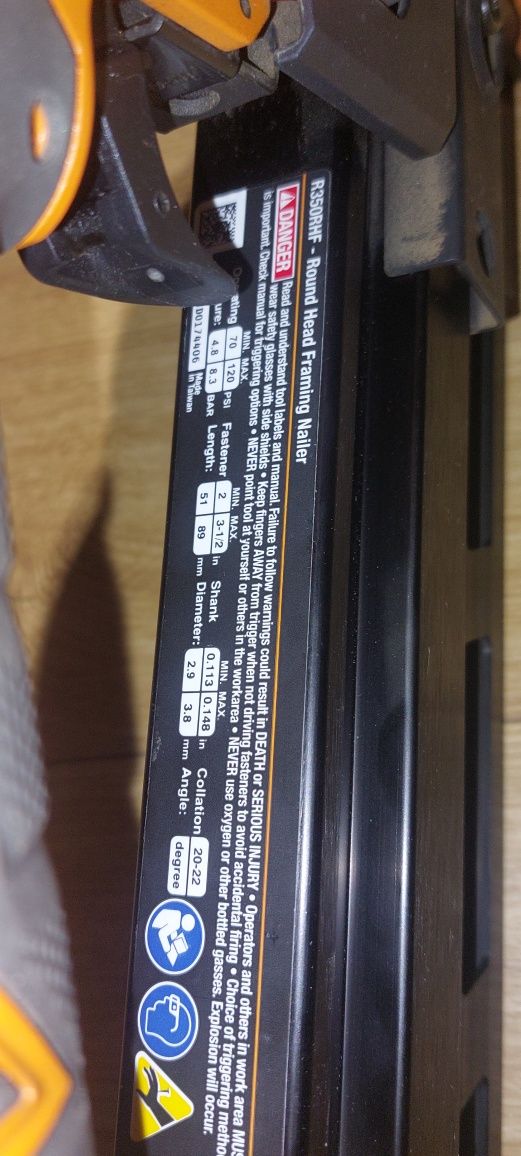 R350RHF - Round Head Framing Nailer
DANGER Read and understand tool labels and manual. Failure to follow warnings could result in DEATH or SERIOUS INJURY • Operators and others in work area MUS
wear safety glasses with side shields • Keep fingers AWAY from trigger when not driving fasteners to avoid accidental firing • Choice of triggering metho
is important. Check manual for triggering options • NEVER point tool at yourself or others in the workarea • NEVER use oxygen or other bottled gasses. Explosion will occur.
MIN. MAX. MIN. MAX. MIN. MAX.
ating 70 120 PSI Fastener 2 3-1/2 in Shank 0.113 0.148 in Collation 20-22
ure: 4.8 8.3 BAR Length: 51 89 mm Diameter: 2.9 3.8 mm Angle: degree
D0174406 Made
in Taiwan